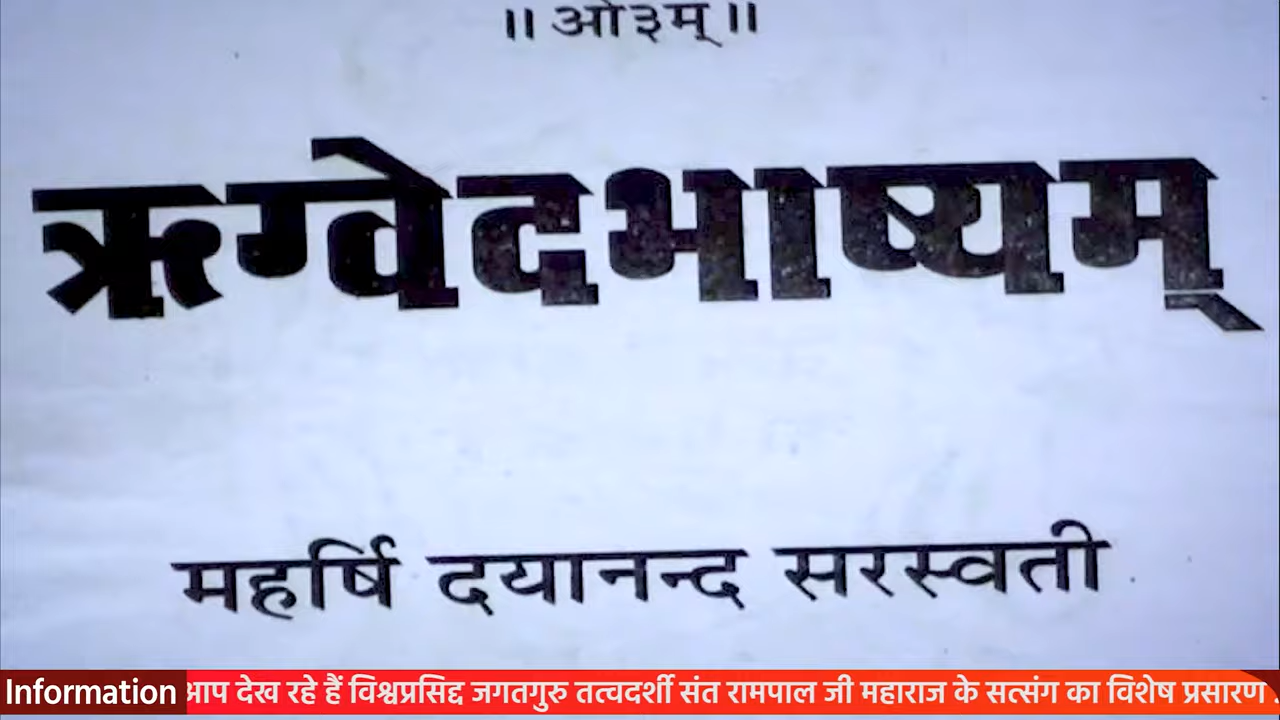 ॥ ओ३म् ॥
ऋग्वेदभाष्यम्
महर्षि दयानन्द सरस्वती
Information आप देख रहे हैं विश्वप्रसिद्द जगतगुरु तत्वदर्शी संत रामपाल जी महाराज के सत्संग का विशेष प्रसारण